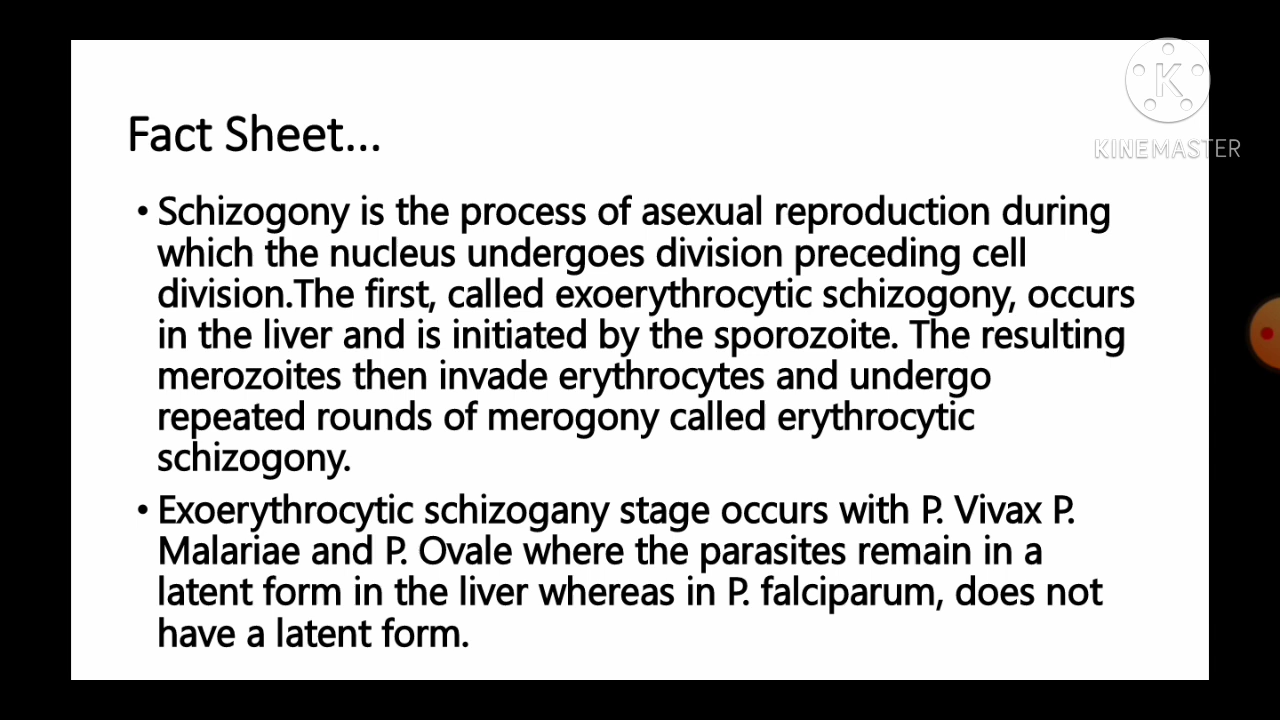 Fact Sheet...
K
KINEMASTER
• Schizogony is the process of asexual reproduction during
which the nucleus undergoes division preceding cell
division.The first, called exoerythrocytic schizogony, occurs
in the liver and is initiated by the sporozoite. The resulting
merozoites then invade erythrocytes and undergo
repeated rounds of merogony called erythrocytic
schizogony.
• Exoerythrocytic schizogany stage occurs with P. Vivax P.
Malariae and P. Ovale where the parasites remain in a
latent form in the liver whereas in P. falciparum, does not
have a latent form.